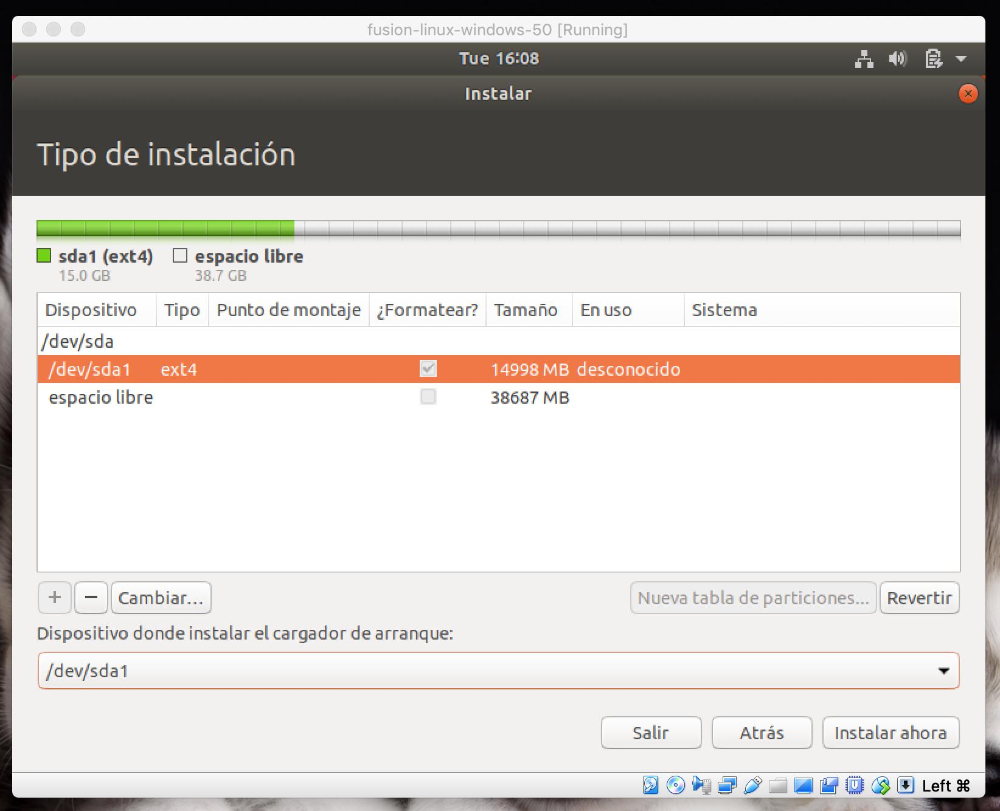 fusion-linux-windows-50 [Running]
Tue 16:08
Instalar
Tipo de instalación
sda1 (ext4) espacio libre
15.0 GB 38.7 GB
Dispositivo Tipo Punto de montaje ¿Formatear? Tamaño En uso Sistema
/dev/sda
/dev/sda1 ext4 14998 MB desconocido
espacio libre 38687 MB
+ − Cambiar... Nueva tabla de particiones... Revertir
Dispositivo donde instalar el cargador de arranque:
/dev/sda1
Salir Atrás Instalar ahora
Left ⌘